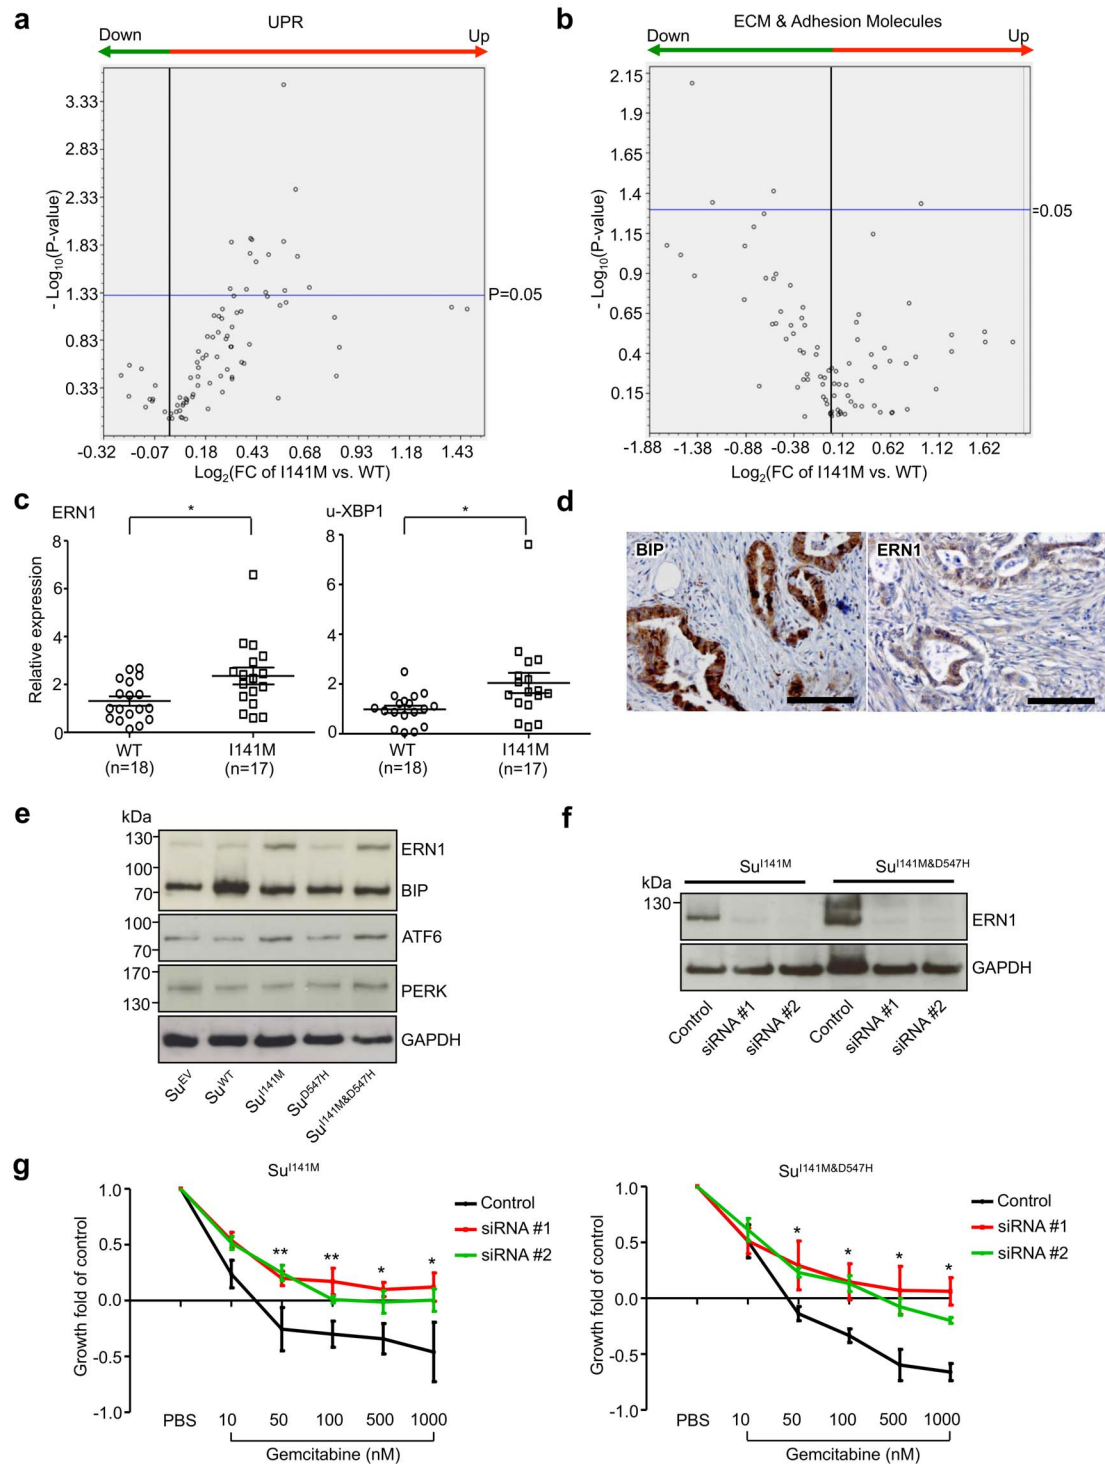 a
UPR
Down
Up
3.33
2.83
2.33
1.83
1.33
0.83
0.33
- Log10(P-value)
P=0.05
-0.32 -0.07 0.18 0.43 0.68 0.93 1.18 1.43
Log2(FC of I141M vs. WT)
b
ECM & Adhesion Molecules
Down
Up
2.15
1.9
1.65
1.4
1.15
0.9
0.65
0.4
0.15
- Log10(P-value)
=0.05
-1.88 -1.38 -0.88 -0.38 0.12 0.62 1.12 1.62
Log2(FC of I141M vs. WT)
c
ERN1
*
8
6
4
2
0
Relative expression
WT
(n=18)
I141M
(n=17)
u-XBP1
*
8
6
4
2
0
WT
(n=18)
I141M
(n=17)
d
BIP
ERN1
e
kDa
130
100
70
ERN1
BIP
100
70
ATF6
170
130
PERK
GAPDH
SuEV
SuWT
SuI141M
SuD547H
SuI141M&D547H
f
SuI141M
SuI141M&D547H
kDa
130
ERN1
GAPDH
Control
siRNA #1
siRNA #2
Control
siRNA #1
siRNA #2
g
SuI141M
1.0
0.5
0.0
-0.5
-1.0
Growth fold of control
Control
siRNA #1
siRNA #2
** ** * *
PBS 10 50 100 500 1000
Gemcitabine (nM)
SuI141M&D547H
1.0
0.5
0.0
-0.5
-1.0
Growth fold of control
Control
siRNA #1
siRNA #2
* * * *
PBS 10 50 100 500 1000
Gemcitabine (nM)